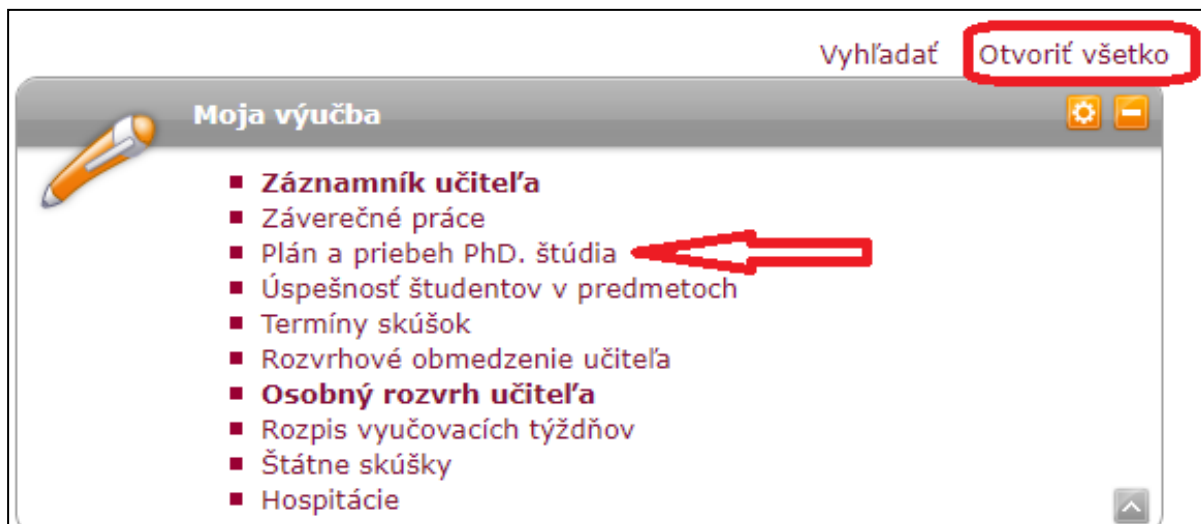 Vyhľadať Otvoriť všetko
Moja výučba
Záznamník učiteľa
Záverečné práce
Plán a priebeh PhD. štúdia
Úspešnosť študentov v predmetoch
Termíny skúšok
Rozvrhové obmedzenie učiteľa
Osobný rozvrh učiteľa
Rozpis vyučovacích týždňov
Štátne skúšky
Hospitácie